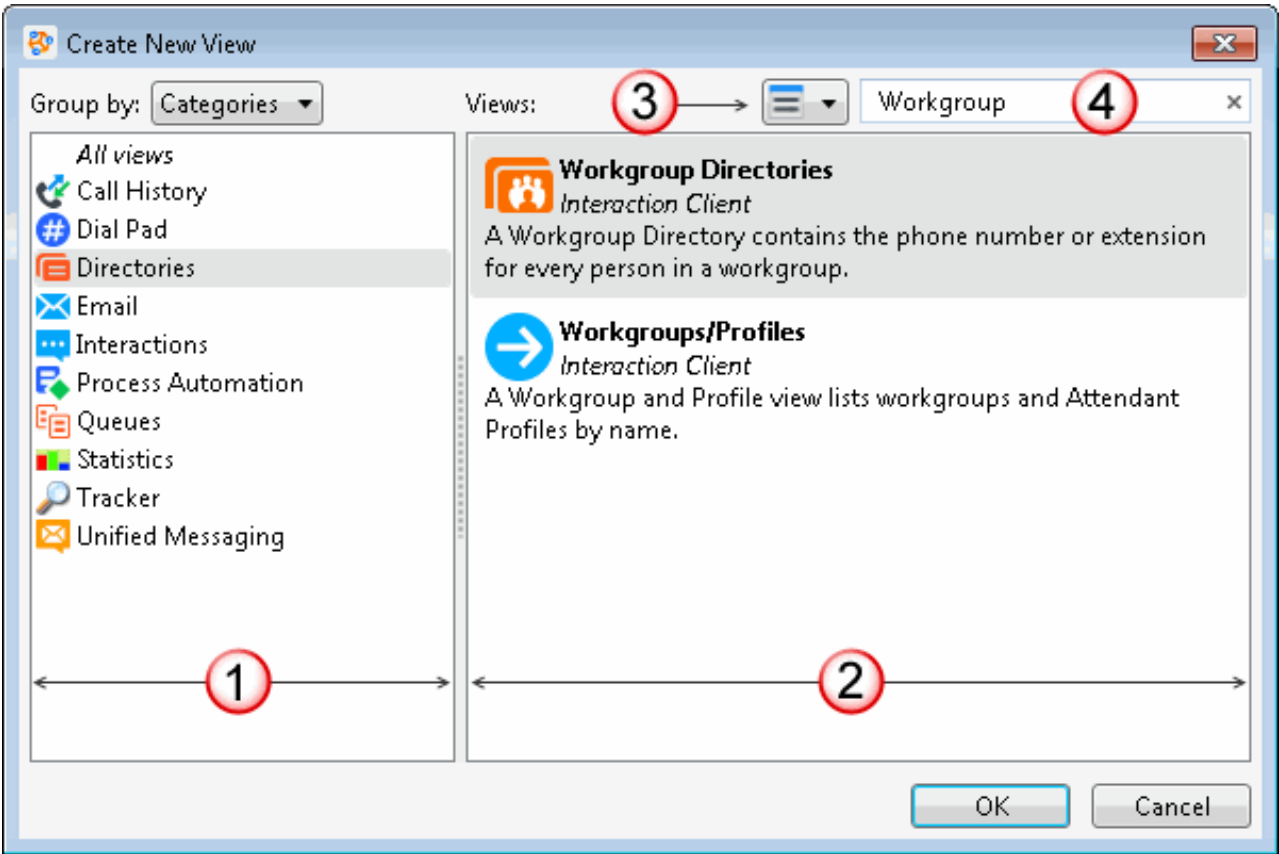 Create New View
Group by: Categories
Views: 3 Workgroup 4
All views
Call History
# Dial Pad
Directories
Email
Interactions
Process Automation
Queues
Statistics
Tracker
Unified Messaging
1
Workgroup Directories
Interaction Client
A Workgroup Directory contains the phone number or extension
for every person in a workgroup.
Workgroups/Profiles
Interaction Client
A Workgroup and Profile view lists workgroups and Attendant
Profiles by name.
2
OK Cancel